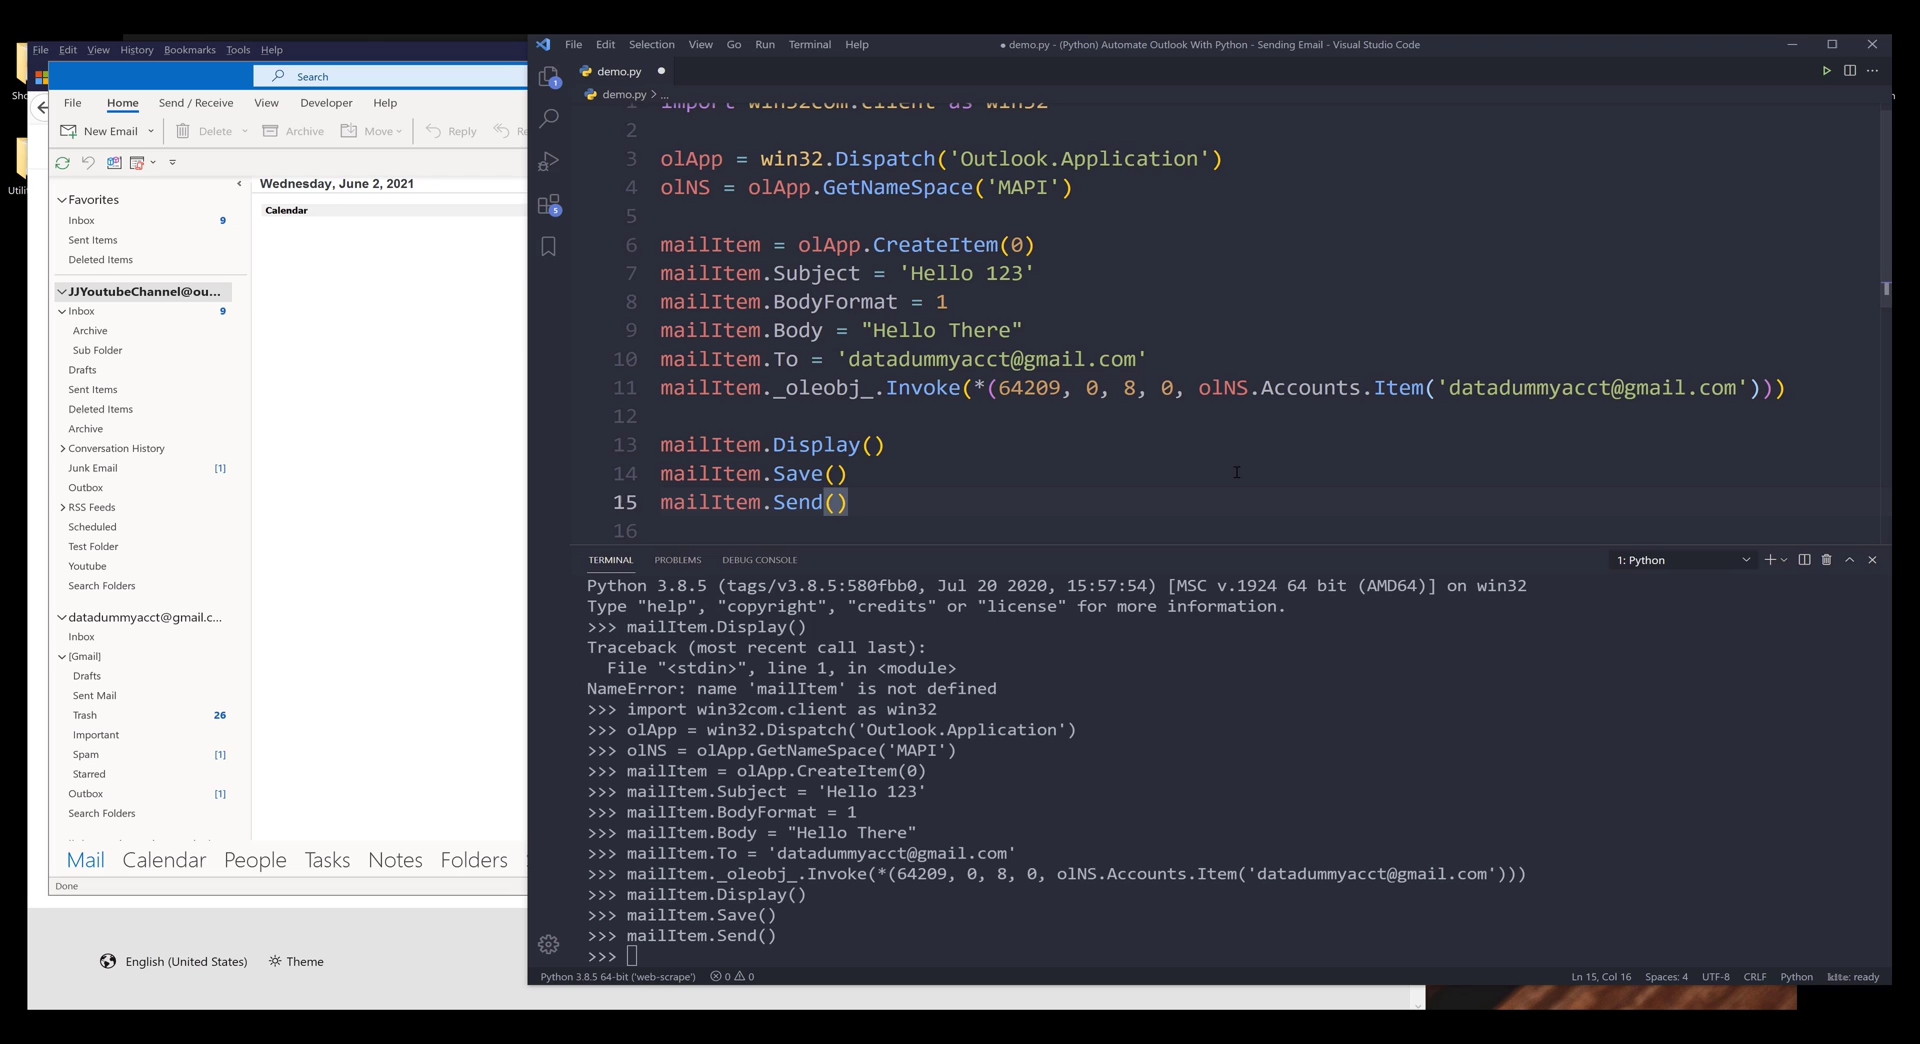 Sho
Utili
File Edit View History Bookmarks Tools Help
Search
File Home Send / Receive View Developer Help
New Email Delete Archive Move Reply Re
Wednesday, June 2, 2021
Calendar
Favorites
Inbox 9
Sent Items
Deleted Items
JJYoutubeChannel@ou...
Inbox 9
Archive
Sub Folder
Drafts
Sent Items
Deleted Items
Archive
Conversation History
Junk Email [1]
Outbox
RSS Feeds
Scheduled
Test Folder
Youtube
Search Folders
datadummyacct@gmail.c...
Inbox
[Gmail]
Drafts
Sent Mail
Trash 26
Important
Spam [1]
Starred
Outbox [1]
Search Folders
Mail Calendar People Tasks Notes Folders
Done
English (United States) Theme
File Edit Selection View Go Run Terminal Help ● demo.py - (Python) Automate Outlook With Python - Sending Email - Visual Studio Code
demo.py ●
demo.py > ...
1 5
1 import win32com.client as win32
2
3 olApp = win32.Dispatch('Outlook.Application')
4 olNS = olApp.GetNameSpace('MAPI')
5
6 mailItem = olApp.CreateItem(0)
7 mailItem.Subject = 'Hello 123'
8 mailItem.BodyFormat = 1
9 mailItem.Body = "Hello There"
10 mailItem.To = 'datadummyacct@gmail.com'
11 mailItem._oleobj_.Invoke(*(64209, 0, 8, 0, olNS.Accounts.Item('datadummyacct@gmail.com')))
12
13 mailItem.Display()
14 mailItem.Save()
15 mailItem.Send()
16
TERMINAL PROBLEMS DEBUG CONSOLE 1: Python
Python 3.8.5 (tags/v3.8.5:580fbb0, Jul 20 2020, 15:57:54) [MSC v.1924 64 bit (AMD64)] on win32
Type "help", "copyright", "credits" or "license" for more information.
>>> mailItem.Display()
Traceback (most recent call last):
  File "<stdin>", line 1, in <module>
NameError: name 'mailItem' is not defined
>>> import win32com.client as win32
>>> olApp = win32.Dispatch('Outlook.Application')
>>> olNS = olApp.GetNameSpace('MAPI')
>>> mailItem = olApp.CreateItem(0)
>>> mailItem.Subject = 'Hello 123'
>>> mailItem.BodyFormat = 1
>>> mailItem.Body = "Hello There"
>>> mailItem.To = 'datadummyacct@gmail.com'
>>> mailItem._oleobj_.Invoke(*(64209, 0, 8, 0, olNS.Accounts.Item('datadummyacct@gmail.com')))
>>> mailItem.Display()
>>> mailItem.Save()
>>> mailItem.Send()
>>>
Python 3.8.5 64-bit ('web-scrape') 0 0 Ln 15, Col 16 Spaces: 4 UTF-8 CRLF Python kite: ready